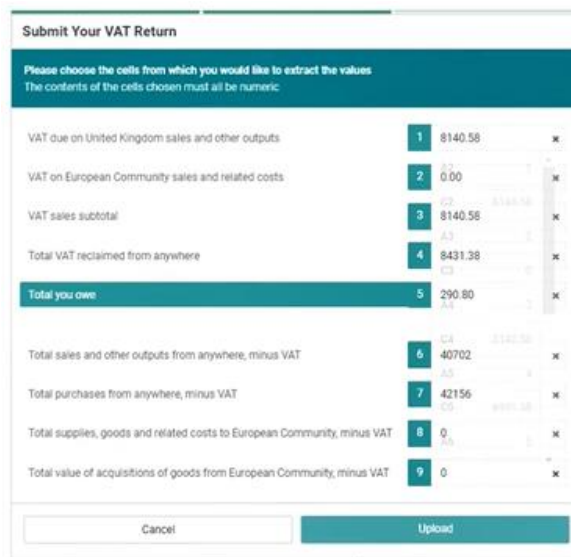 Submit Your VAT Return
Please choose the cells from which you would like to extract the values
The contents of the cells chosen must all be numeric
VAT due on United Kingdom sales and other outputs 1 8140.58 ×
VAT on European Community sales and related costs 2 0.00 ×
VAT sales subtotal 3 8140.58 ×
Total VAT reclaimed from anywhere 4 8431.38 ×
Total you owe 5 290.80 ×
Total sales and other outputs from anywhere, minus VAT 6 40702 ×
Total purchases from anywhere, minus VAT 7 42156 ×
Total supplies, goods and related costs to European Community, minus VAT 8 0 ×
Total value of acquisitions of goods from European Community, minus VAT 9 0 ×
Cancel Upload